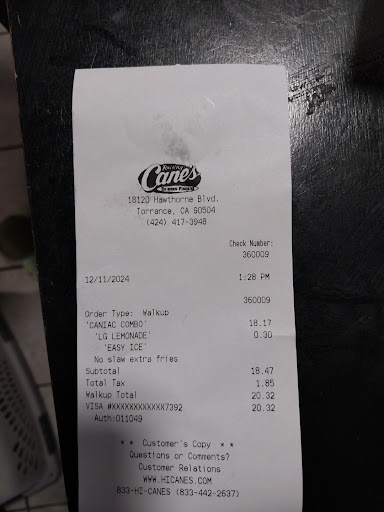 Raising
Cane's
Chicken Fingers
18120 Hawthorne Blvd.
Torrance, CA 90504
(424) 417-3948
Check Number:
360009
12/11/2024 1:28 PM
360009
Order Type: Walkup
'CANIAC COMBO' 18.17
'LG LEMONADE' 0.30
'EASY ICE'
No slaw extra fries
Subtotal 18.47
Total Tax 1.85
Walkup Total 20.32
VISA #XXXXXXXXXXXX7392 20.32
Auth:011049
* * Customer's Copy * *
Questions or Comments?
Customer Relations
WWW.HICANES.COM
833-HI-CANES (833-442-2637)